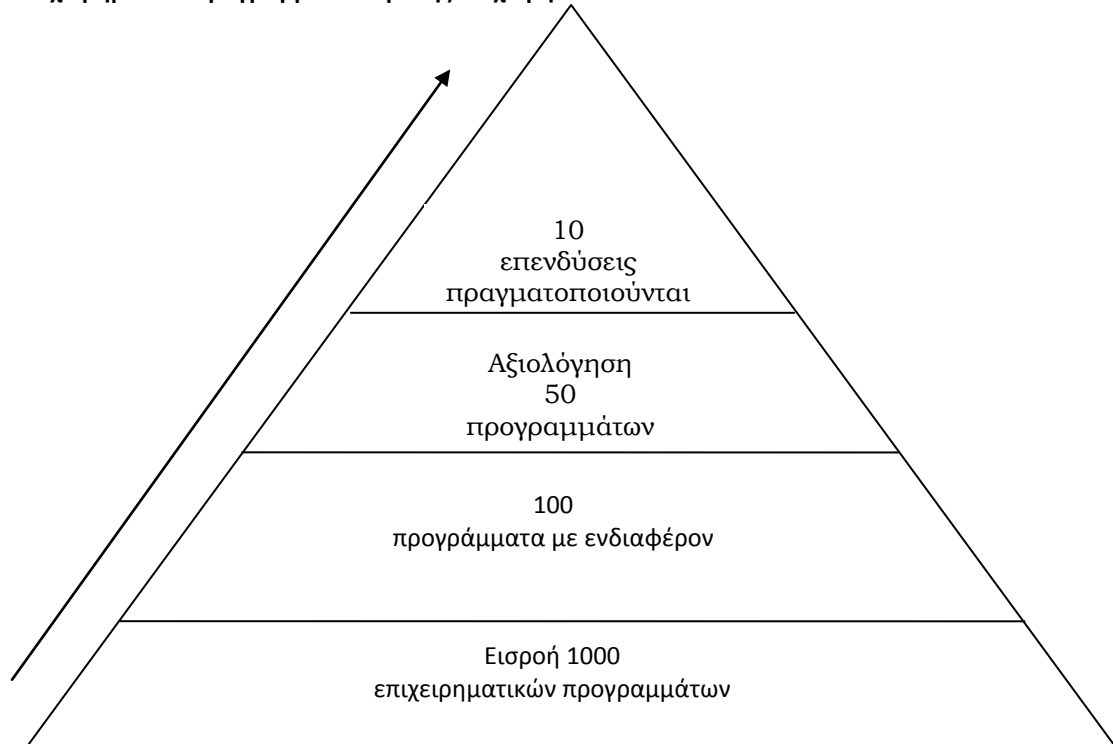 10
επενδύσεις
πραγματοποιούνται
Αξιολόγηση
50
προγραμμάτων
100
προγράμματα με ενδιαφέρον
Εισροή 1000
επιχειρηματικών προγραμμάτων